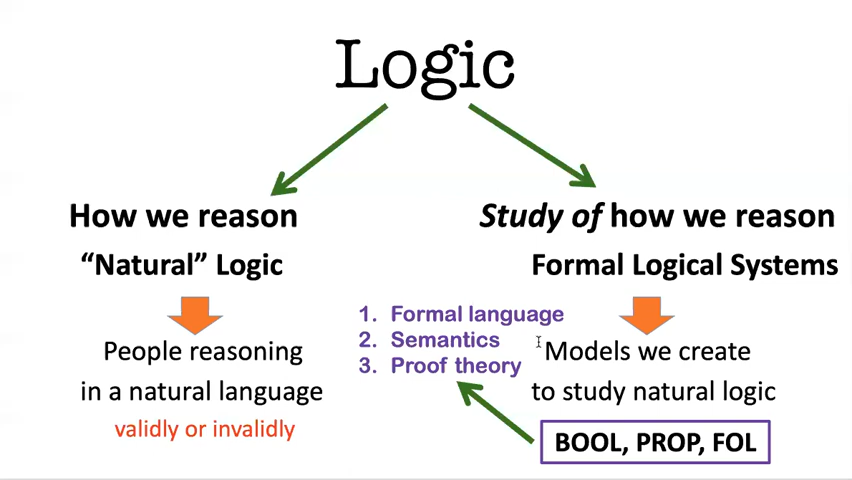 Logic
How we reason
"Natural" Logic
People reasoning
in a natural language
validly or invalidly
Study of how we reason
Formal Logical Systems
1. Formal language
2. Semantics
3. Proof theory
Models we create
to study natural logic
BOOL, PROP, FOL